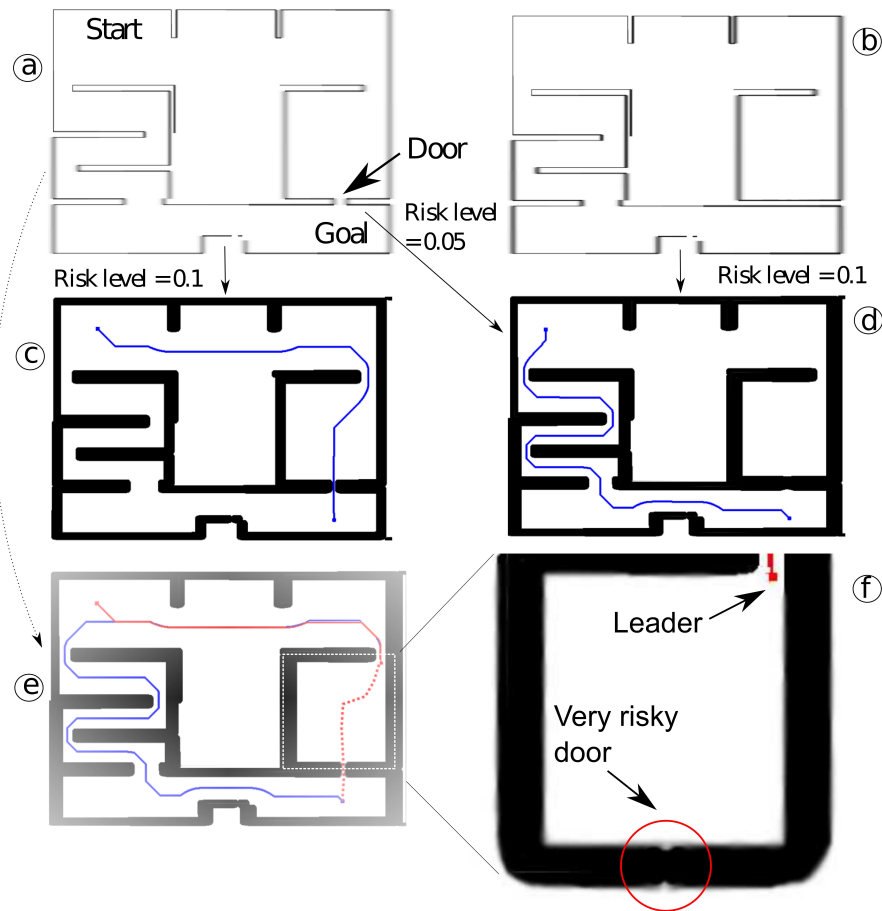 Start
a
b
Door
Risk level
= 0.05
Goal
Risk level = 0.1
Risk level = 0.1
c
d
e
f
Leader
Very risky
door